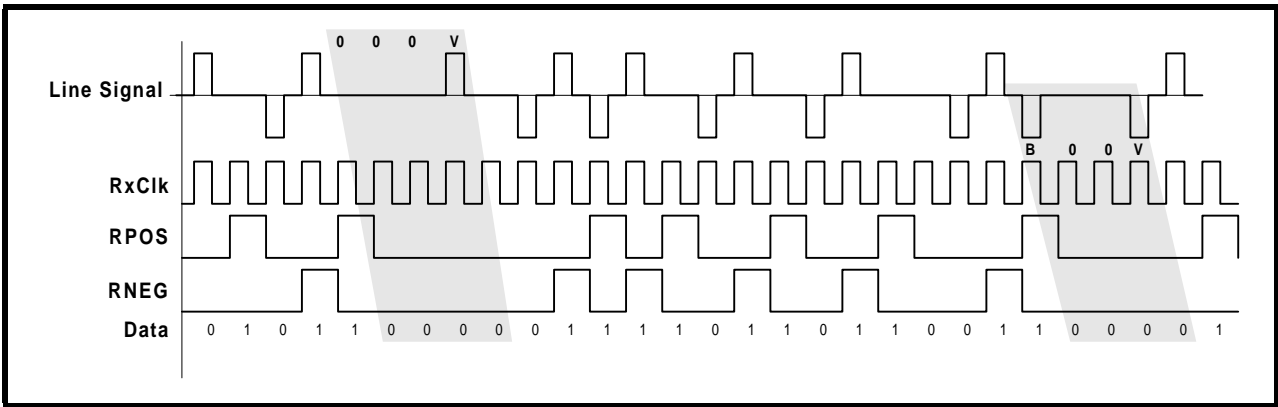 0 0 0 V
Line Signal
B 0 0 V
RxClk
RPOS
RNEG
Data 0 1 0 1 1 0 0 0 0 0 1 1 1 1 0 1 1 0 1 1 0 0 1 1 0 0 0 0 1